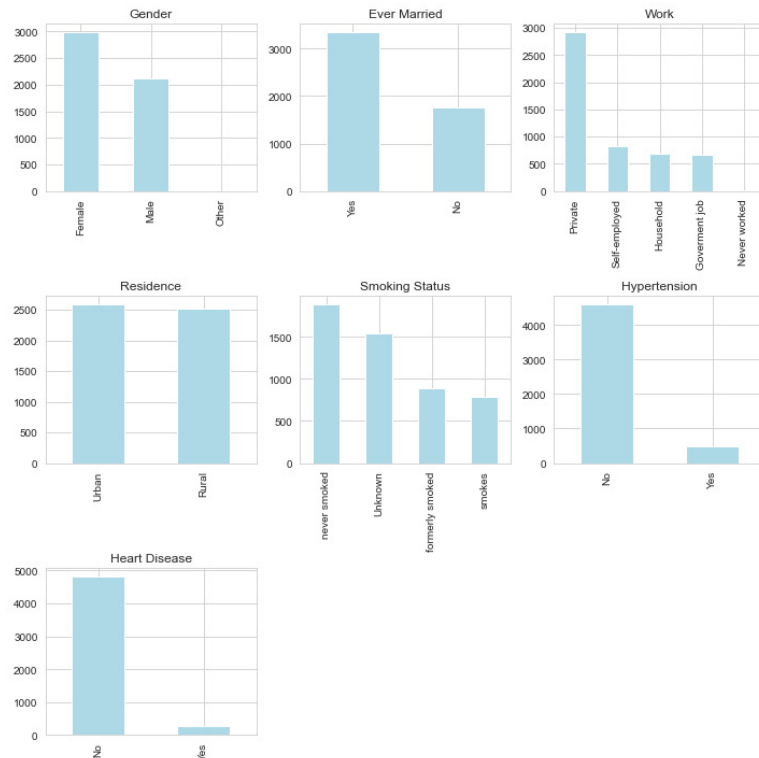 Gender
3000
2500
2000
1500
1000
500
0
Female
Male
Other
Ever Married
3000
2000
1000
0
Yes
No
Work
3000
2500
2000
1500
1000
500
0
Private
Self-employed
Household
Goverment job
Never worked
Residence
2500
2000
1500
1000
500
0
Urban
Rural
Smoking Status
1500
1000
500
0
never smoked
Unknown
formerly smoked
smokes
Hypertension
4000
3000
2000
1000
0
No
Yes
Heart Disease
5000
4000
3000
2000
1000
0
No
Yes